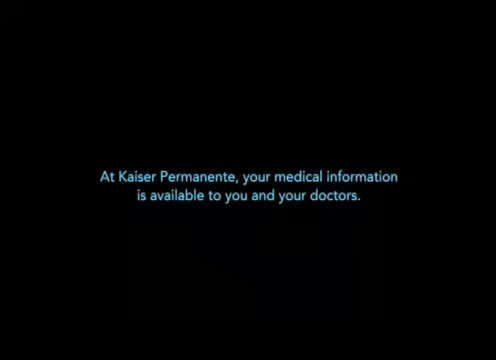 At Kaiser Permanente, your medical information
is available to you and your doctors.